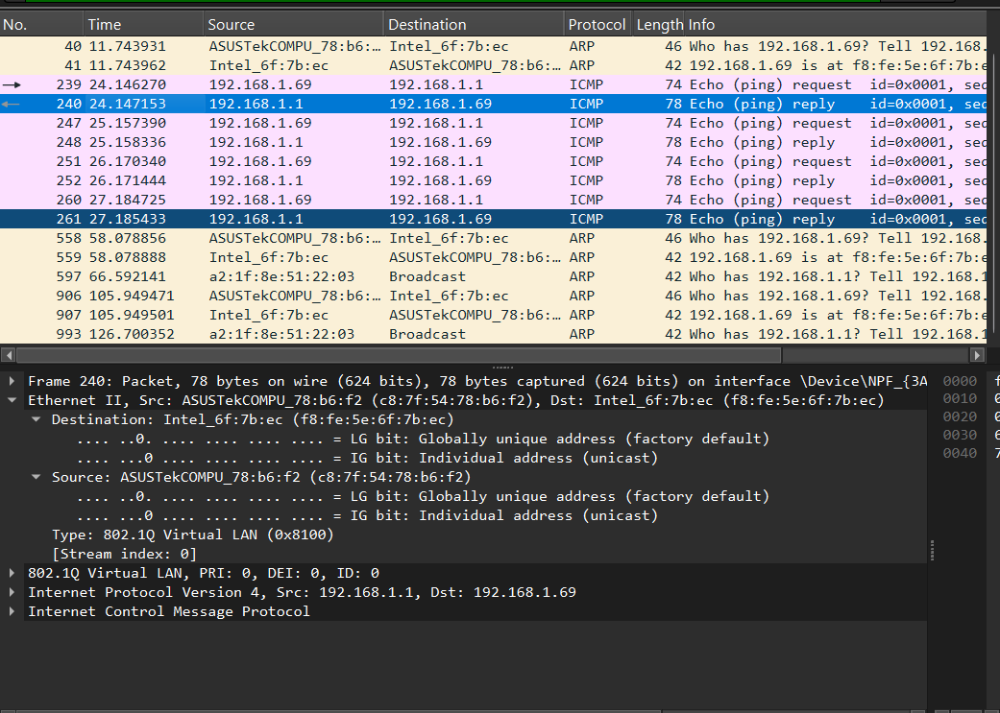 No. Time Source Destination Protocol Length Info
40 11.743931 ASUSTekCOMPU_78:b6:… Intel_6f:7b:ec ARP 46 Who has 192.168.1.69? Tell 192.168.
41 11.743962 Intel_6f:7b:ec ASUSTekCOMPU_78:b6:… ARP 42 192.168.1.69 is at f8:fe:5e:6f:7b:e
239 24.146270 192.168.1.69 192.168.1.1 ICMP 74 Echo (ping) request id=0x0001, seq
240 24.147153 192.168.1.1 192.168.1.69 ICMP 78 Echo (ping) reply id=0x0001, seq
247 25.157390 192.168.1.69 192.168.1.1 ICMP 74 Echo (ping) request id=0x0001, seq
248 25.158336 192.168.1.1 192.168.1.69 ICMP 78 Echo (ping) reply id=0x0001, seq
251 26.170340 192.168.1.69 192.168.1.1 ICMP 74 Echo (ping) request id=0x0001, seq
252 26.171444 192.168.1.1 192.168.1.69 ICMP 78 Echo (ping) reply id=0x0001, seq
260 27.184725 192.168.1.69 192.168.1.1 ICMP 74 Echo (ping) request id=0x0001, seq
261 27.185433 192.168.1.1 192.168.1.69 ICMP 78 Echo (ping) reply id=0x0001, seq
558 58.078856 ASUSTekCOMPU_78:b6:… Intel_6f:7b:ec ARP 46 Who has 192.168.1.69? Tell 192.168.
559 58.078888 Intel_6f:7b:ec ASUSTekCOMPU_78:b6:… ARP 42 192.168.1.69 is at f8:fe:5e:6f:7b:e
597 66.592141 a2:1f:8e:51:22:03 Broadcast ARP 42 Who has 192.168.1.1? Tell 192.168.1
906 105.949471 ASUSTekCOMPU_78:b6:… Intel_6f:7b:ec ARP 46 Who has 192.168.1.69? Tell 192.168.
907 105.949501 Intel_6f:7b:ec ASUSTekCOMPU_78:b6:… ARP 42 192.168.1.69 is at f8:fe:5e:6f:7b:e
993 126.700352 a2:1f:8e:51:22:03 Broadcast ARP 42 Who has 192.168.1.1? Tell 192.168.1
Frame 240: Packet, 78 bytes on wire (624 bits), 78 bytes captured (624 bits) on interface \Device\NPF_{3A
Ethernet II, Src: ASUSTekCOMPU_78:b6:f2 (c8:7f:54:78:b6:f2), Dst: Intel_6f:7b:ec (f8:fe:5e:6f:7b:ec)
Destination: Intel_6f:7b:ec (f8:fe:5e:6f:7b:ec)
.... ..0. .... .... .... .... = LG bit: Globally unique address (factory default)
.... ...0 .... .... .... .... = IG bit: Individual address (unicast)
Source: ASUSTekCOMPU_78:b6:f2 (c8:7f:54:78:b6:f2)
.... ..0. .... .... .... .... = LG bit: Globally unique address (factory default)
.... ...0 .... .... .... .... = IG bit: Individual address (unicast)
Type: 802.1Q Virtual LAN (0x8100)
[Stream index: 0]
802.1Q Virtual LAN, PRI: 0, DEI: 0, ID: 0
Internet Protocol Version 4, Src: 192.168.1.1, Dst: 192.168.1.69
Internet Control Message Protocol
0000 f
0010
0020
0030 6
0040 7